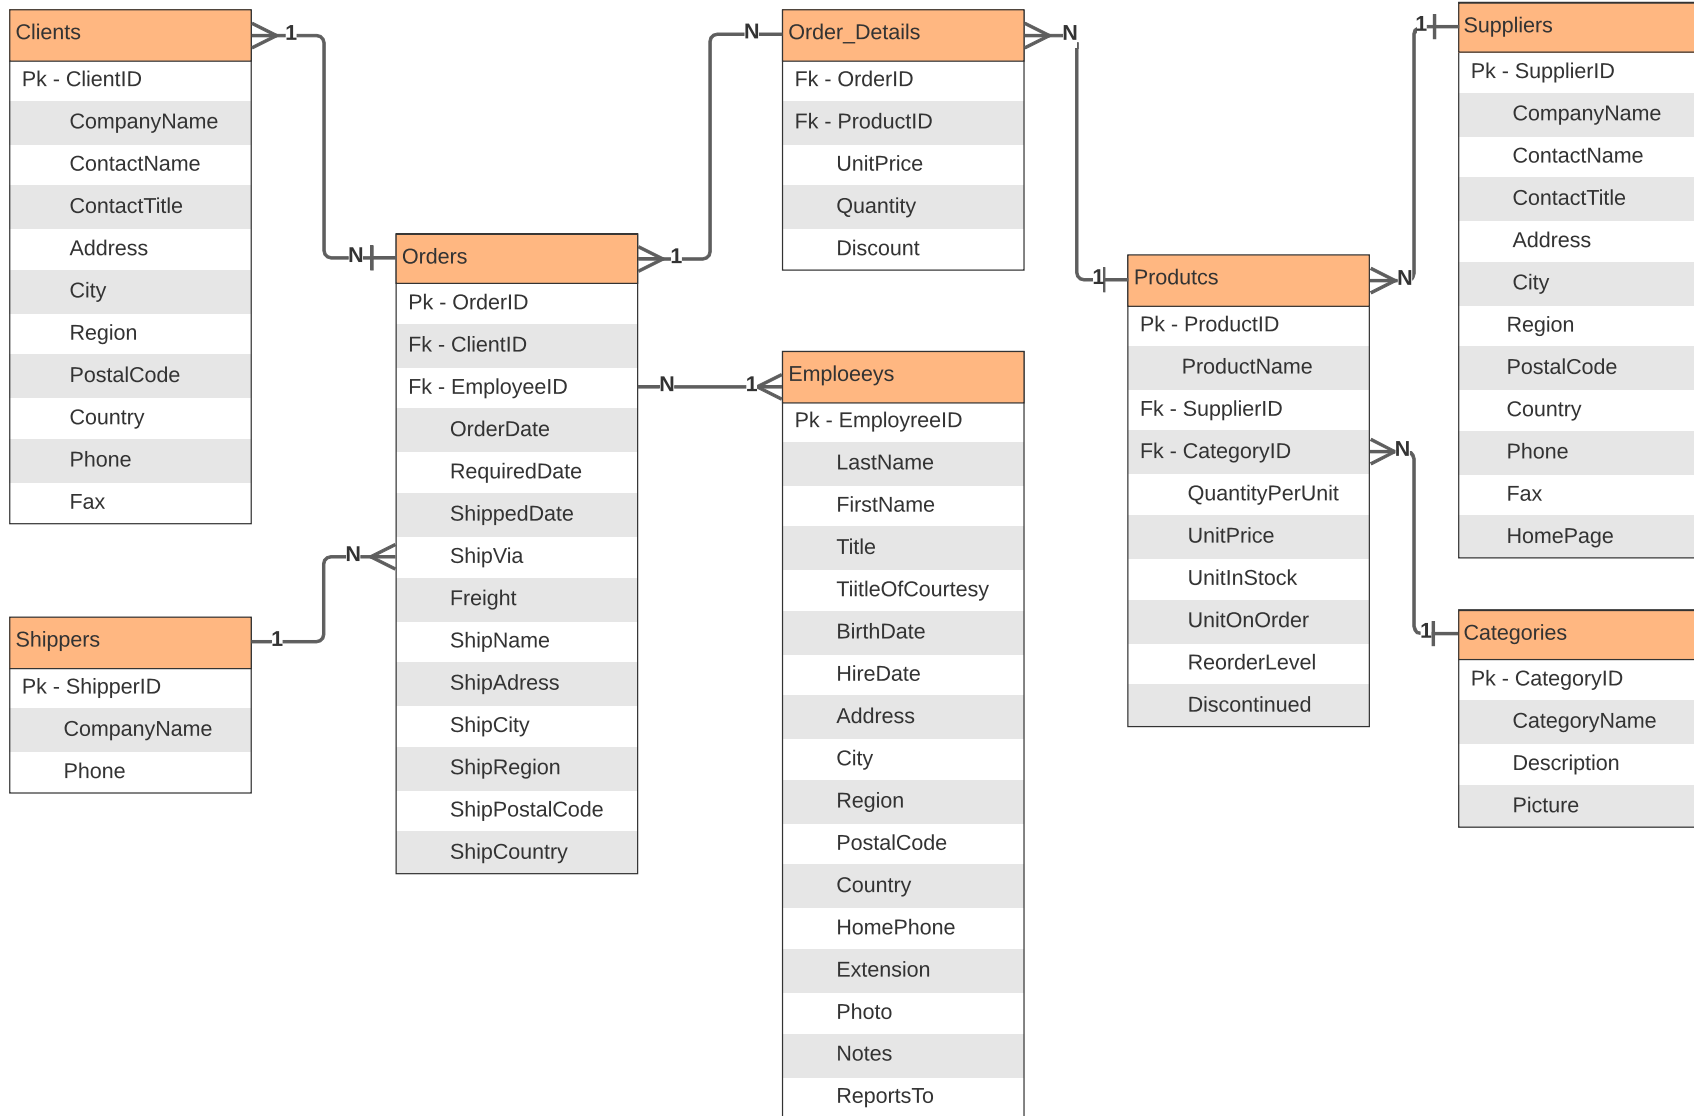 Clients
Pk - ClientID
CompanyName
ContactName
ContactTitle
Address
City
Region
PostalCode
Country
Phone
Fax
1
N
Shippers
Pk - ShipperID
CompanyName
Phone
1
N
Orders
Pk - OrderID
Fk - ClientID
Fk - EmployeeID
OrderDate
RequiredDate
ShippedDate
ShipVia
Freight
ShipName
ShipAdress
ShipCity
ShipRegion
ShipPostalCode
ShipCountry
1
N
N
1
Order_Details
Fk - OrderID
Fk - ProductID
UnitPrice
Quantity
Discount
N
1
Emploeeys
Pk - EmployreeID
LastName
FirstName
Title
TiitleOfCourtesy
BirthDate
HireDate
Address
City
Region
PostalCode
Country
HomePhone
Extension
Photo
Notes
ReportsTo
Produtcs
Pk - ProductID
ProductName
Fk - SupplierID
Fk - CategoryID
QuantityPerUnit
UnitPrice
UnitInStock
UnitOnOrder
ReorderLevel
Discontinued
N
1
N
1
Suppliers
Pk - SupplierID
CompanyName
ContactName
ContactTitle
Address
City
Region
PostalCode
Country
Phone
Fax
HomePage
Categories
Pk - CategoryID
CategoryName
Description
Picture